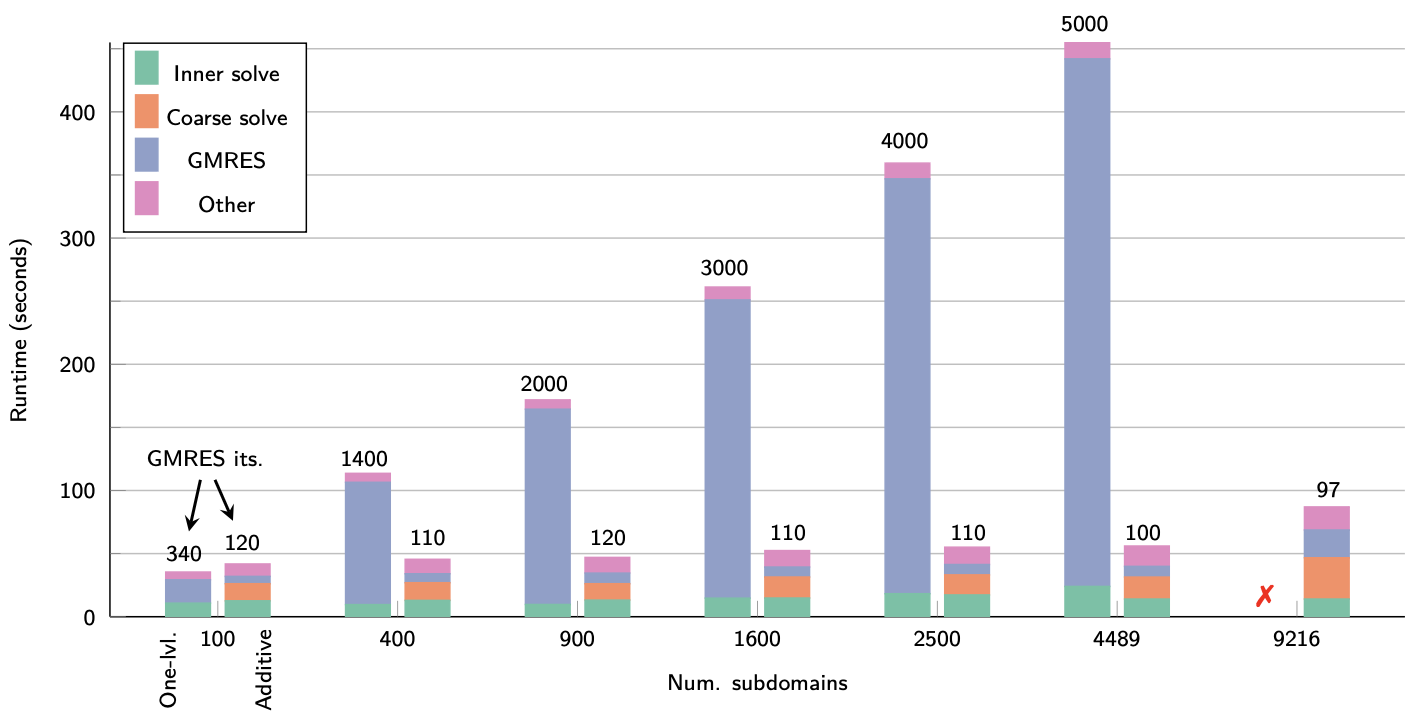 5000
Inner solve
Coarse solve
GMRES
Other
400
4000
300
3000
Runtime (seconds)
200
2000
GMRES its.
1400
100
97
340
120
110
120
110
110
100
✗
0
One-lvl.
100
Additive
400
900
1600
2500
4489
9216
Num. subdomains